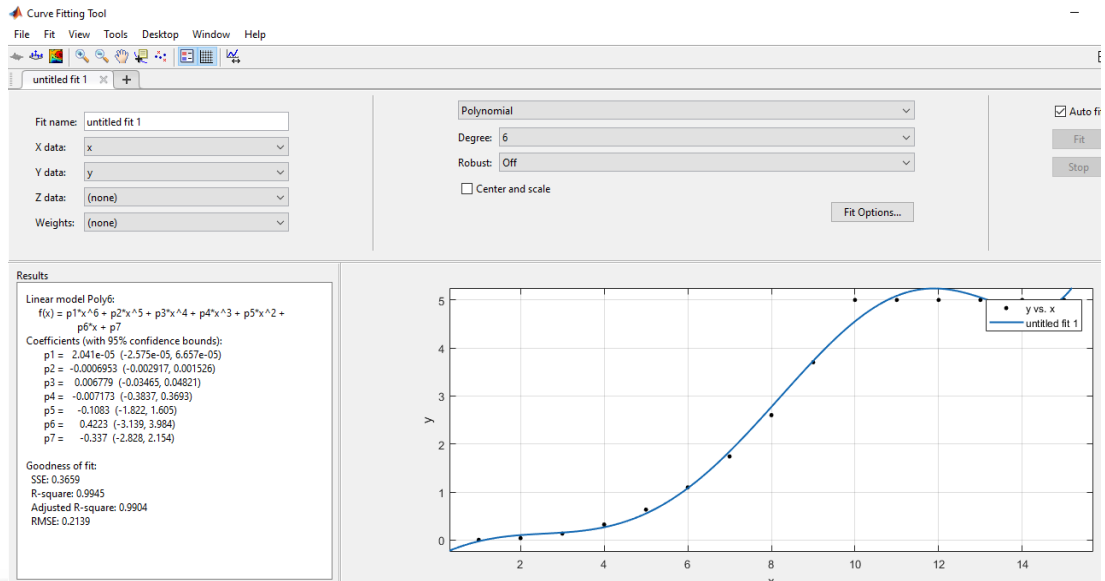 Curve Fitting Tool
File Fit View Tools Desktop Window Help
untitled fit 1
Fit name: untitled fit 1
X data: x
Y data: y
Z data: (none)
Weights: (none)
Polynomial
Degree: 6
Robust: Off
Center and scale
Fit Options...
Auto fi
Fit
Stop
Results
Linear model Poly6:
f(x) = p1*x^6 + p2*x^5 + p3*x^4 + p4*x^3 + p5*x^2 +
p6*x + p7
Coefficients (with 95% confidence bounds):
p1 = 2.041e-05 (-2.575e-05, 6.657e-05)
p2 = -0.0006953 (-0.002917, 0.001526)
p3 = 0.006779 (-0.03465, 0.04821)
p4 = -0.007173 (-0.3837, 0.3693)
p5 = -0.1083 (-1.822, 1.605)
p6 = 0.4223 (-3.139, 3.984)
p7 = -0.337 (-2.828, 2.154)
Goodness of fit:
SSE: 0.3659
R-square: 0.9945
Adjusted R-square: 0.9904
RMSE: 0.2139
y vs. x
untitled fit 1
5
4
3
2
1
0
y
2 4 6 8 10 12 14